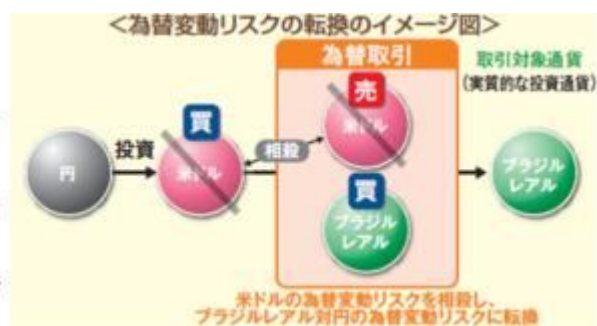 <為替変動リスクの転換のイメージ図>
為替取引
取引対象通貨
(実質的な投資通貨)
売
米ドル
買
投資
相殺
円
米ドル
買
ブラジル
レアル
ブラジル
レアル
米ドルの為替変動リスクを相殺し、
ブラジルレアル対円の為替変動リスクに転換